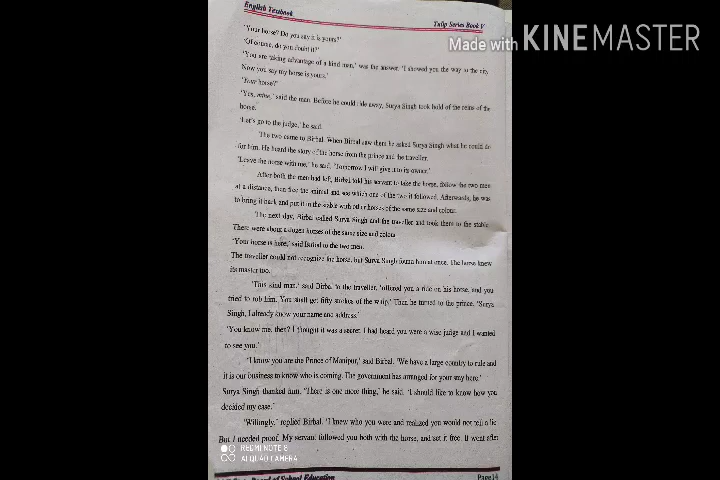 English Textbook
Tulip Series Book V
Made with KINEMASTER
'Your horse? Do you say it is yours?'
'Of course, do you doubt it?'
'You are taking advantage of a kind man,' was the answer. 'I showed you the way to the city
Now you say my horse is yours.'
'Your horse?'
'Yes, mine,' said the man. Before he could ride away, Surya Singh took hold of the reins of the
horse.
'Let's go to the judge,' he said.
The two came to Birbal. When Birbal saw them he asked Surya Singh what he could do
for him. He heard the story of the horse from the prince and the traveller.
'Leave the horse with me,' he said, 'Tomorrow I will give it to its owner.'
After both the men had left, Birbal told his servant to take the horse, follow the two men
at a distance, then free the animal and see which one of the two it followed. Afterwards, he was
to bring it back and put it in the stable with other horses of the same size and colour.
The next day, Birbal called Surya Singh and the traveller and took them to the stable.
There were about a dozen horses of the same size and colour.
'Your horse is here,' said Birbal to the two men.
The traveller could not recognize the horse, but Surya Singh found him at once. The horse knew
its master too.
'This kind man,' said Birbal to the traveller, 'offered you a ride on his horse, and you
tried to rob him. You shall get fifty strokes of the whip.' Then he turned to the prince. 'Surya
Singh, I already know your name and address.'
'You know me, then? I thought it was a secret. I had heard you were a wise judge and I wanted
to see you.'
'I know you are the Prince of Manipur,' said Birbal. 'We have a large country to rule and
it is our business to know who is coming. The government has arranged for your stay here.'
Surya Singh thanked him. 'There is one more thing,' he said. 'I should like to know how you
decided my case.'
'Willingly,' replied Birbal. 'I knew who you were and realized you would not tell a lie
But I needed proof. My servant followed you both with the horse, and set it free. It went after
REDMI NOTE 8
AI QUAD CAMERA
Board of School Education
Page 14